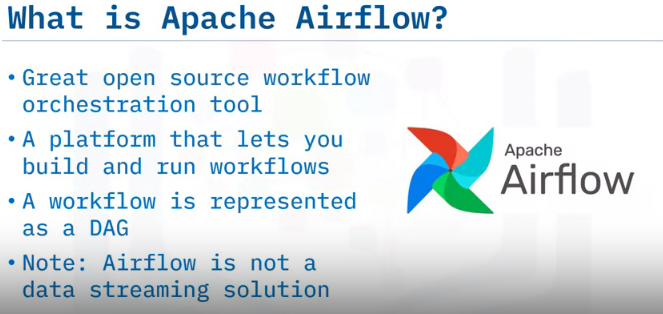 What is Apache Airflow?
• Great open source workflow
orchestration tool
• A platform that lets you
build and run workflows
• A workflow is represented
as a DAG
• Note: Airflow is not a
data streaming solution
Apache
Airflow